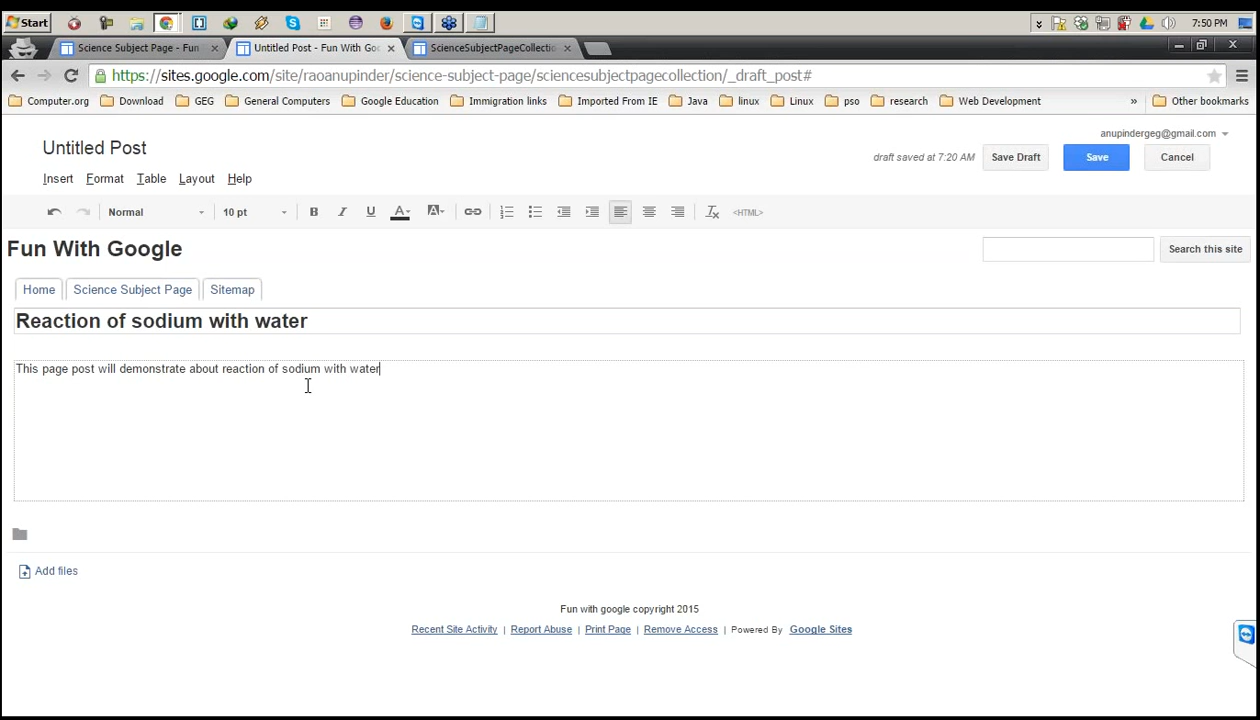 Start
7:50 PM
Science Subject Page - Fun
Untitled Post - Fun With Goo
ScienceSubjectPageCollectio
https://sites.google.com/site/raoanupinder/science-subject-page/sciencesubjectpagecollection/_draft_post#
Computer.org
Download
GEG
General Computers
Google Education
Immigration links
Imported From IE
Java
linux
Linux
pso
research
Web Development
»
Other bookmarks
anupindergeg@gmail.com
Untitled Post
draft saved at 7:20 AM
Save Draft
Save
Cancel
Insert Format Table Layout Help
Normal
10 pt
B I U A A
<HTML>
Fun With Google
Search this site
Home
Science Subject Page
Sitemap
Reaction of sodium with water
This page post will demonstrate about reaction of sodium with water
Add files
Fun with google copyright 2015
Recent Site Activity | Report Abuse | Print Page | Remove Access | Powered By Google Sites